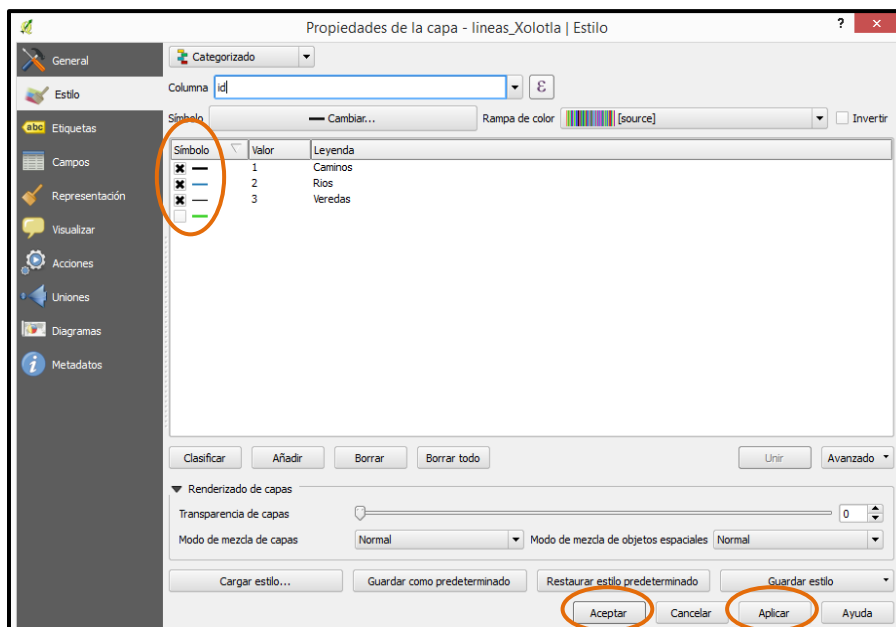 Propiedades de la capa - lineas_Xolotla | Estilo
? ×
General
Estilo
abc Etiquetas
Campos
Representación
Visualizar
Acciones
Uniones
Diagramas
i Metadatos
Categorizado
Columna id ε
Símbolo Cambiar... Rampa de color [source] Invertir
Símbolo Valor Leyenda
1 Caminos
2 Rios
3 Veredas
Clasificar Añadir Borrar Borrar todo Unir Avanzado
Renderizado de capas
Transparencia de capas 0
Modo de mezcla de capas Normal Modo de mezcla de objetos espaciales Normal
Cargar estilo... Guardar como predeterminado Restaurar estilo predeterminado Guardar estilo
Aceptar Cancelar Aplicar Ayuda